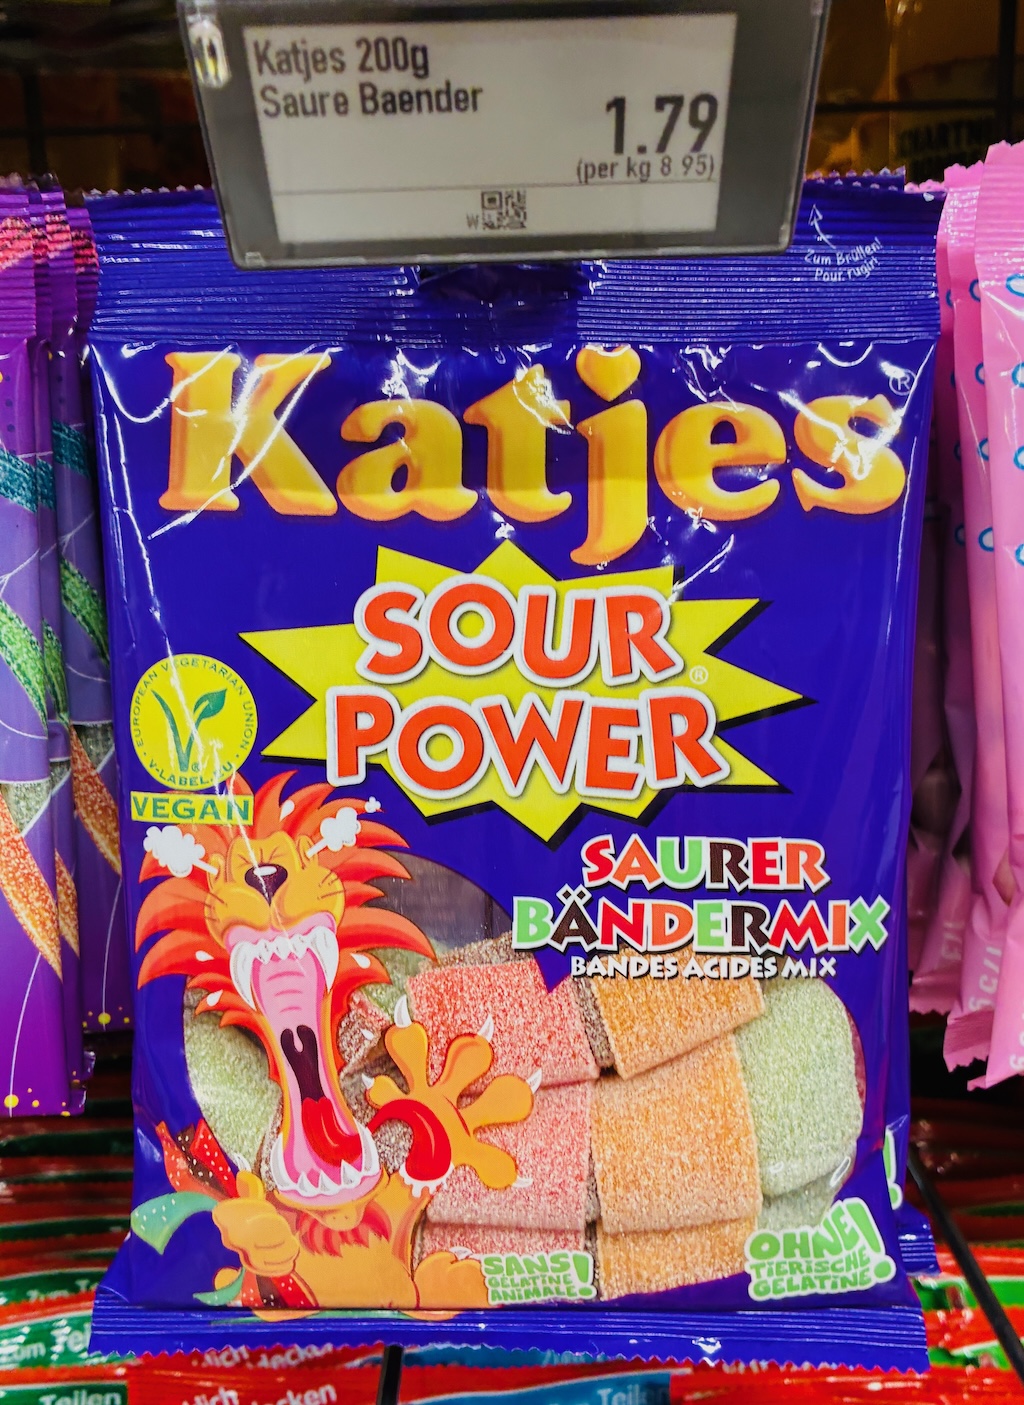 Katjes 200g
Saure Baender
1.79
(per kg 8.95)
W
Zum Brüllen!
Pour rugir!
Katjes
®
SOUR
POWER®
EUROPEAN VEGETARIAN UNION
V-LABEL.EU
VEGAN
SAURER
BÄNDERMIX
BANDES ACIDES MIX
SANS
GELATINE
ANIMALE!
OHNE
TIERISCHE
GELATINE!
Teilen